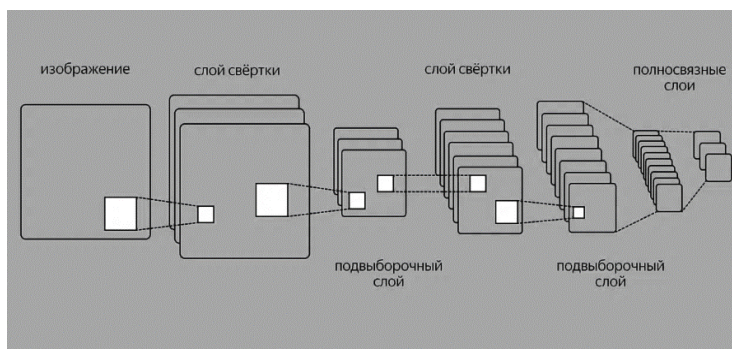 изображение
слой свёртки
слой свёртки
полносвязные
слои
подвыборочный
слой
подвыборочный
слой